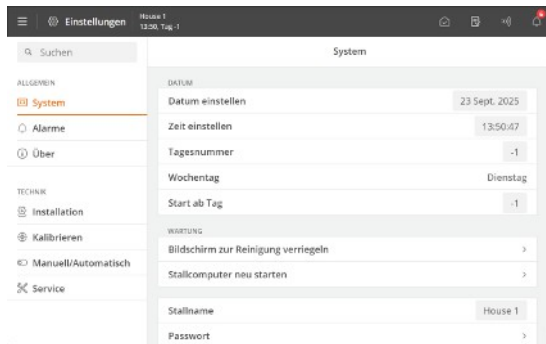 Einstellungen
House 1
13:50, Tag -1
Suchen
ALLGEMEIN
System
Alarme
Über
TECHNIK
Installation
Kalibrieren
Manuell/Automatisch
Service
System
DATUM
Datum einstellen 23 Sept. 2025
Zeit einstellen 13:50:47
Tagesnummer -1
Wochentag Dienstag
Start ab Tag -1
WARTUNG
Bildschirm zur Reinigung verriegeln
Stallcomputer neu starten
Stallname House 1
Passwort